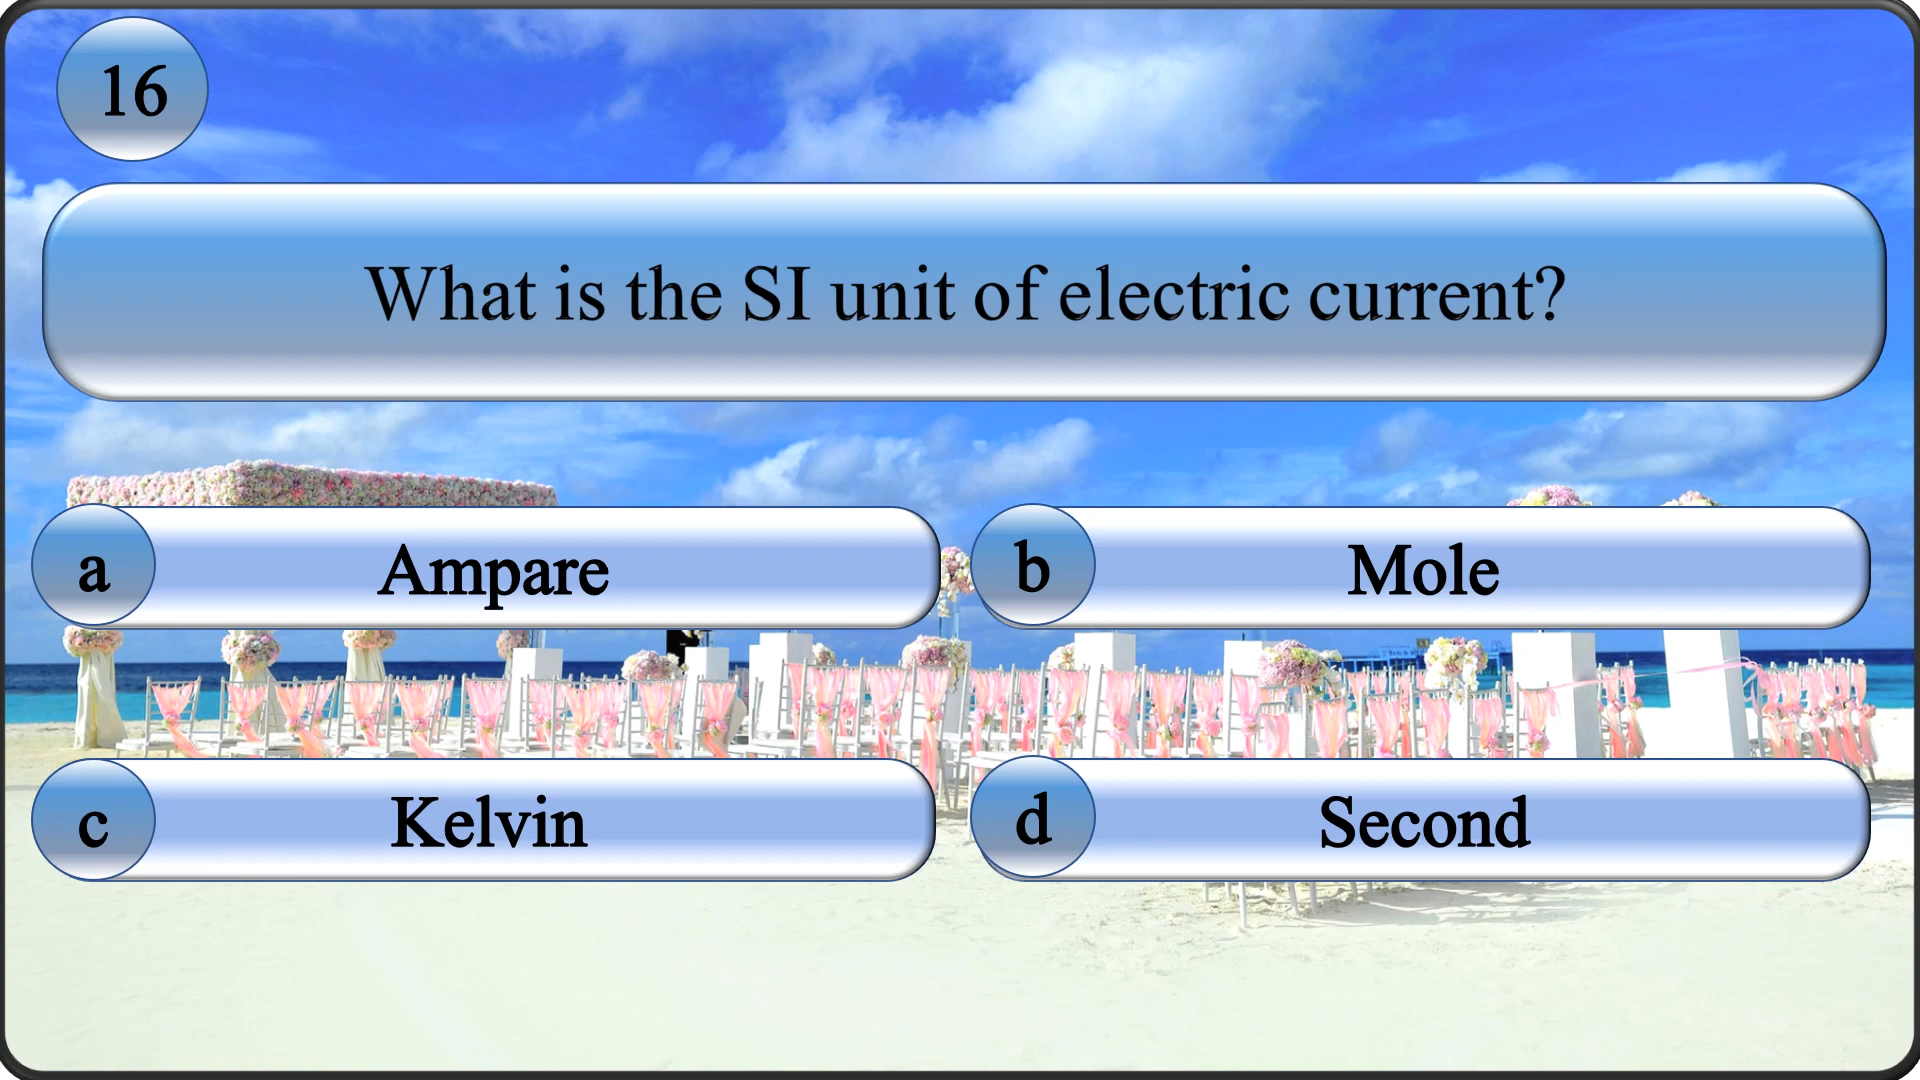 16
What is the SI unit of electric current?
a Ampare
b Mole
c Kelvin
d Second